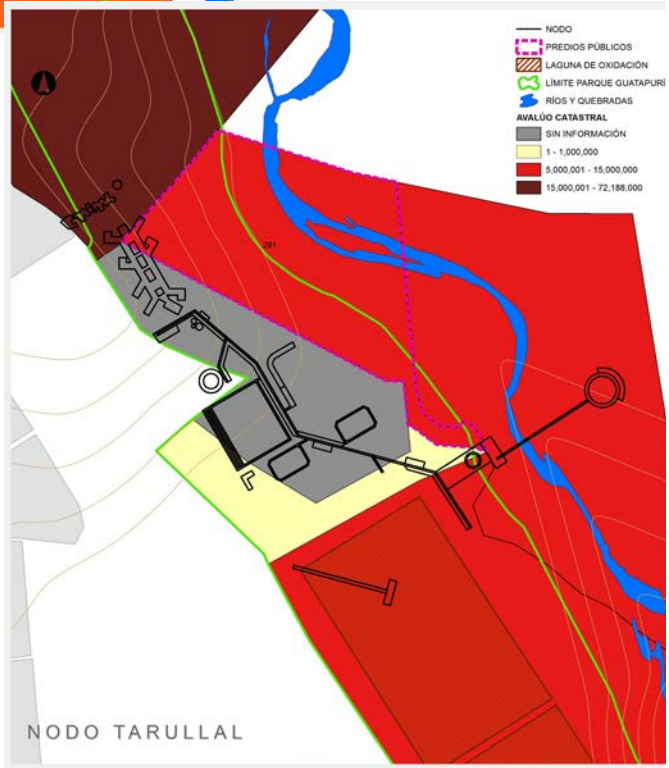 NODO
PREDIOS PÚBLICOS
LAGUNA DE OXIDACIÓN
LÍMITE PARQUE GUATAPURÍ
RÍOS Y QUEBRADAS
AVALÚO CATASTRAL
SIN INFORMACIÓN
1 - 1,000,000
5,000,001 - 15,000,000
15,000,001 - 72,188,000
291
NODO TARULLAL